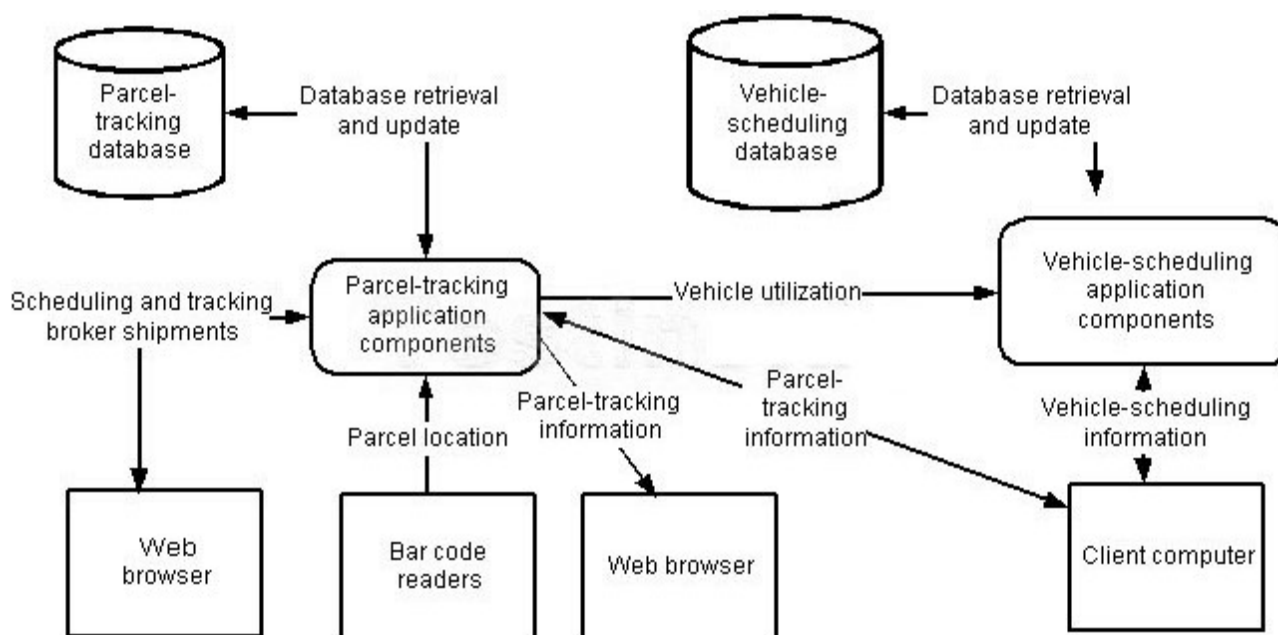 Parcel-
tracking
database
Database retrieval
and update
Vehicle-
scheduling
database
Database retrieval
and update
Scheduling and tracking
broker shipments
Parcel-tracking
application
components
Vehicle utilization
Vehicle-scheduling
application
components
Parcel location
Parcel-tracking
information
Parcel-
tracking
information
Vehicle-scheduling
information
Web
browser
Bar code
readers
Web browser
Client computer